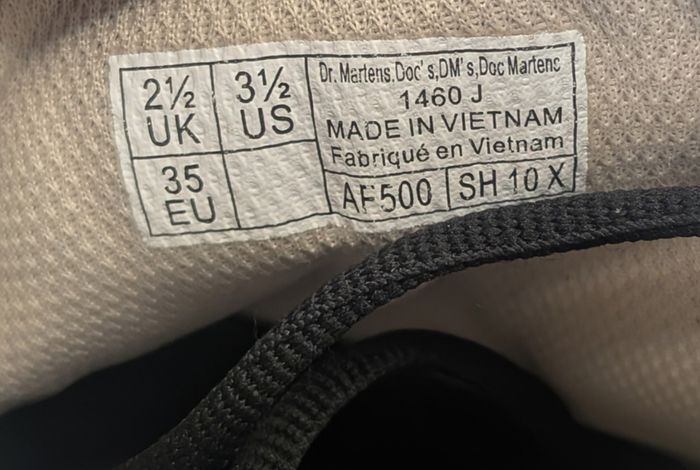 2½ UK
3½ US
35 EU
Dr. Martens.Doc's,DM's,Doc Martenc
1460 J
MADE IN VIETNAM
Fabriqué en Vietnam
AF500
SH 10 X